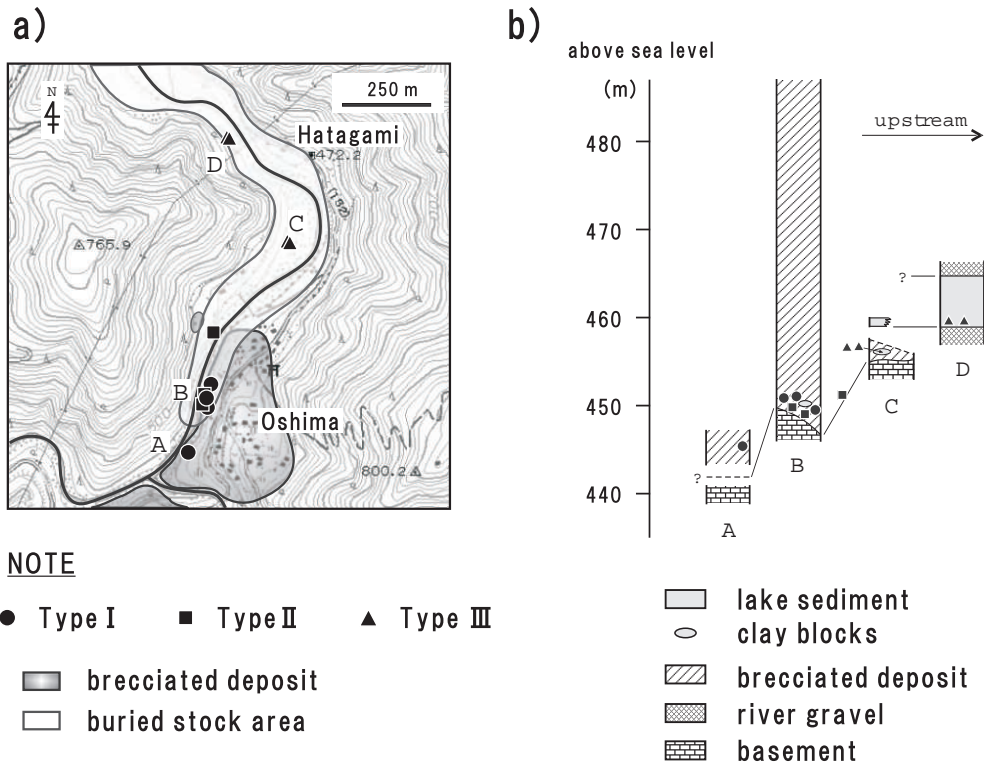 a)
b)
above sea level
(m)
N
250 m
upstream
Hatagami
472.2
480
D
(192)
C
470
765.9
?
460
D
B
C
450
Oshima
B
A
800.2
?
440
A
NOTE
Type I
Type II
Type III
lake sediment
clay blocks
brecciated deposit
brecciated deposit
river gravel
buried stock area
basement